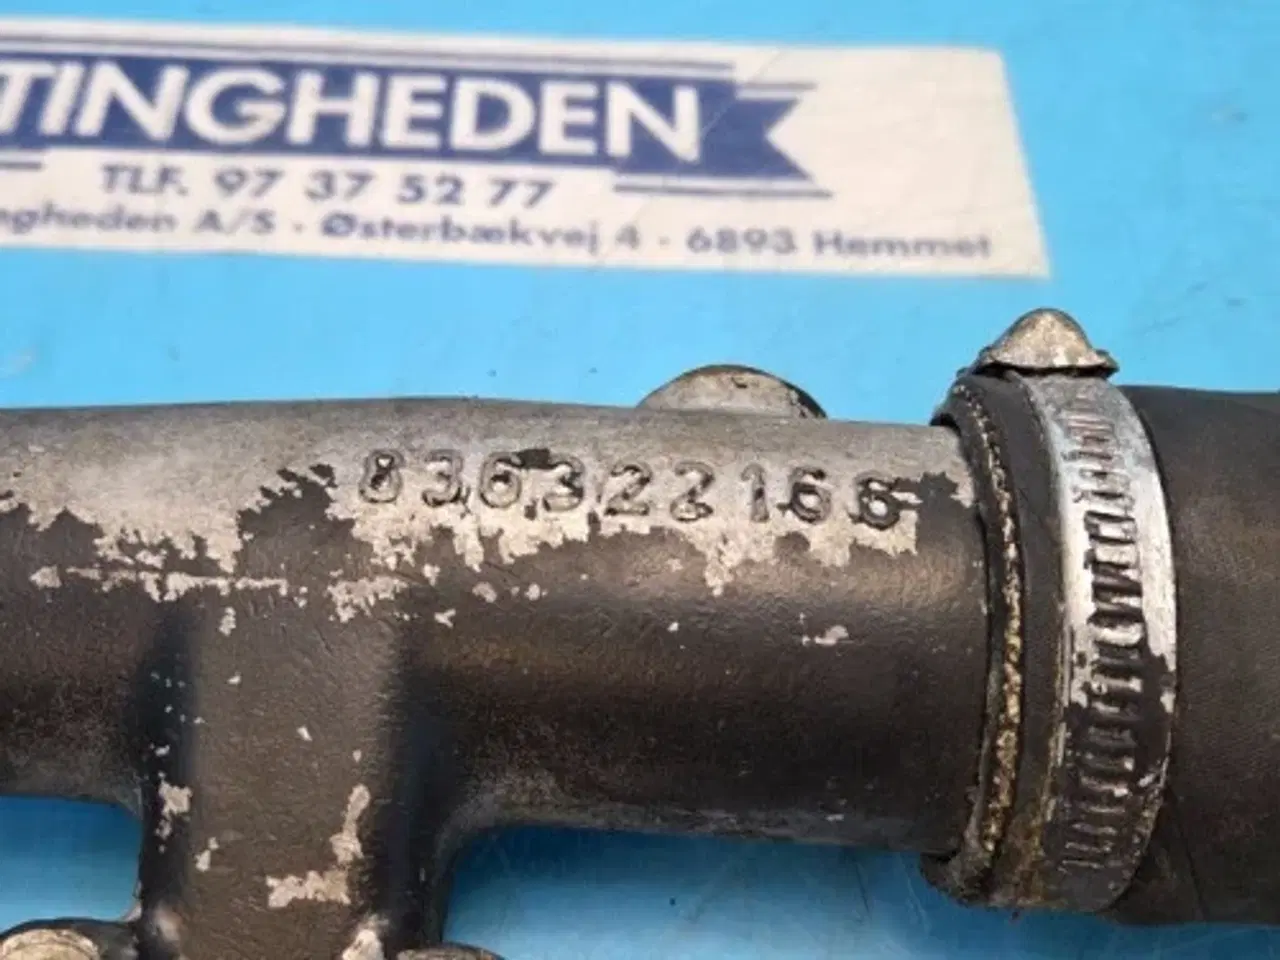 TINGHEDEN
TLF. 97 37 52 77
ngheden A/S · Østerbækvej 4 · 6893 Hemmet
836322166